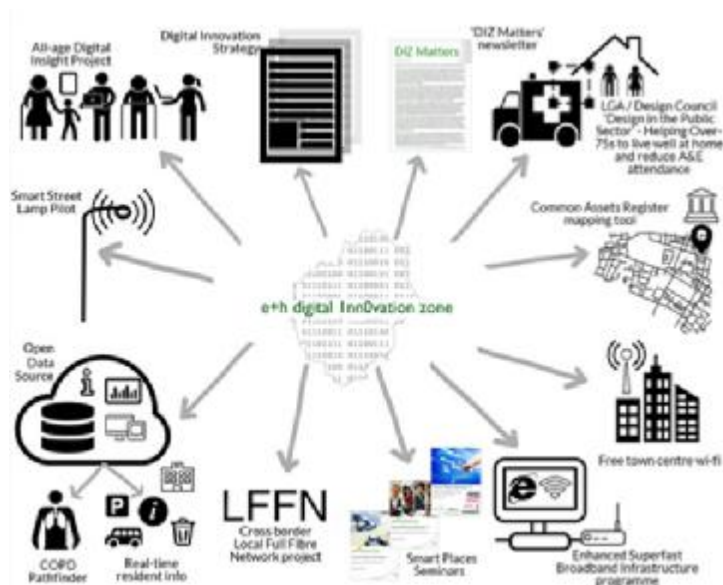 All-age Digital
Insight Project
Digital Innovation
Strategy
DIZ Matters
'DIZ Matters'
newsletter
LGA / Design Council
'Design in the Public
Sector' - Helping Over-
75s to live well at home
and reduce A&E
attendance
Smart Street
Lamp Pilot
Common Assets Register
mapping tool
e+h digital Inn0vation zone
Open
Data
Source
Free town centre wi-fi
COPD
Pathfinder
Real-time
resident info
LFFN
Cross border
Local Full Fibre
Network project
Smart Places
Seminars
Enhanced Superfast
Broadband Infrastructure
programme